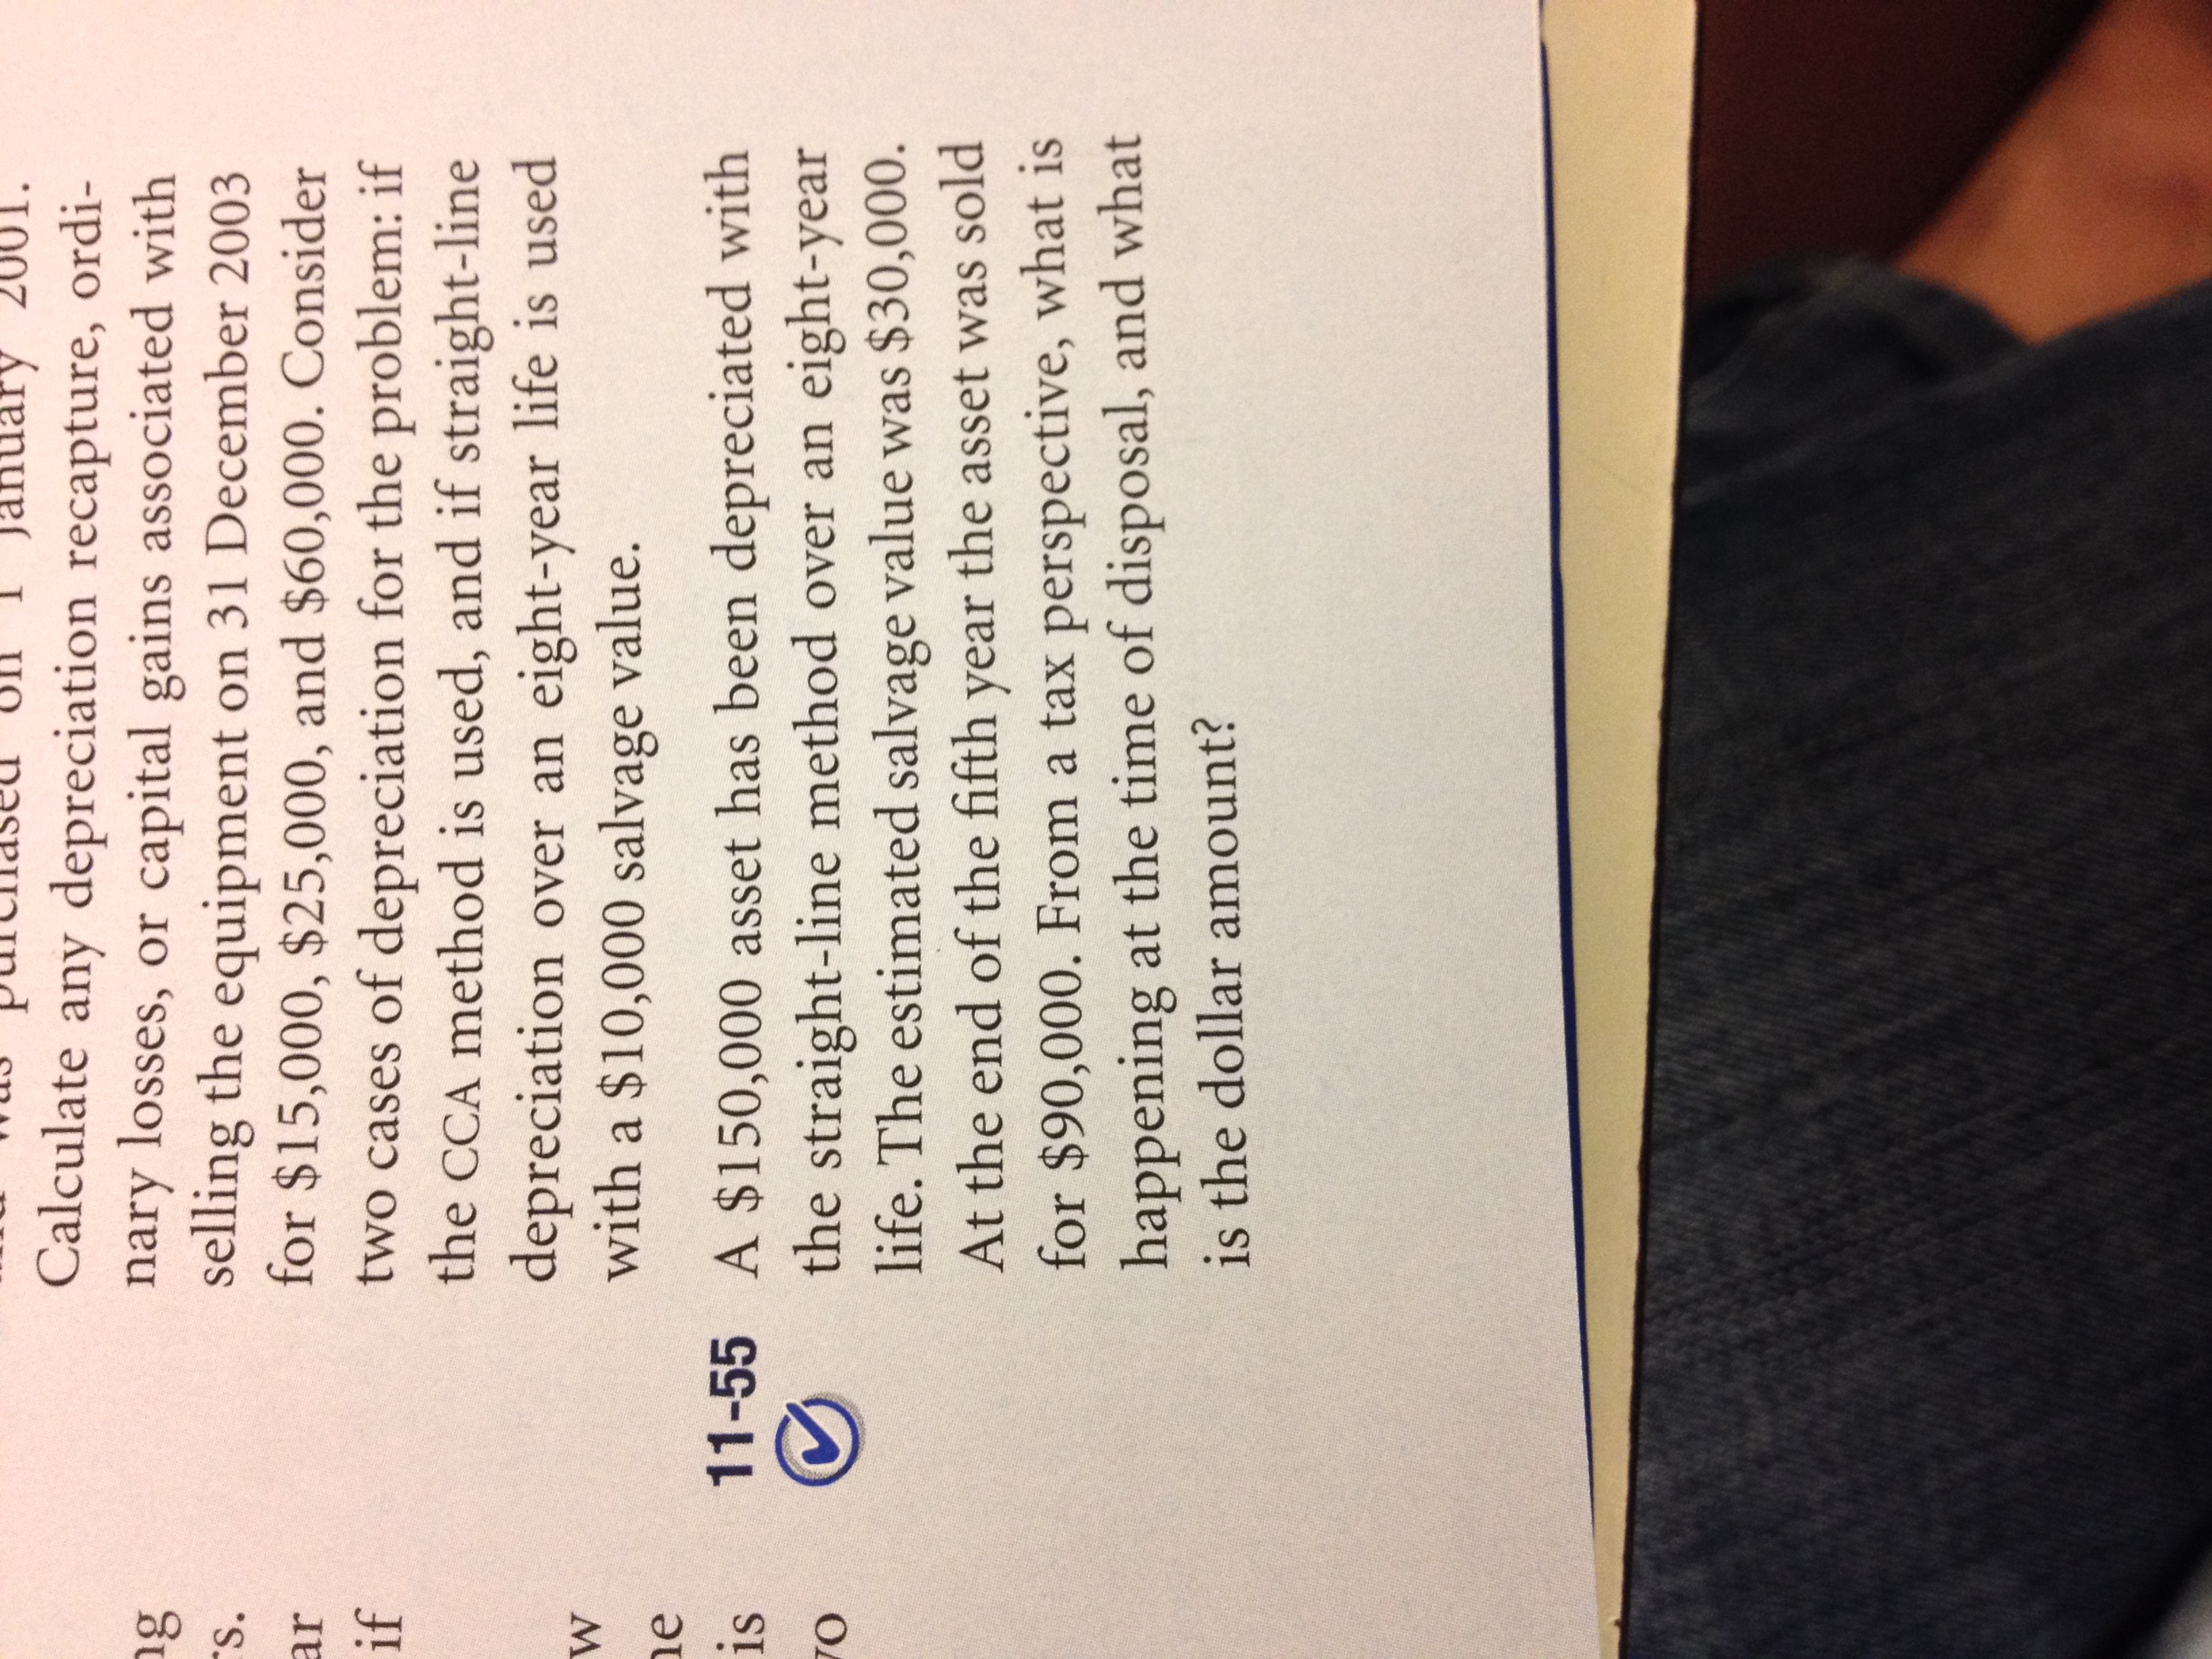 was purchased on 1 January 2001.
Calculate any depreciation recapture, ordi-
nary losses, or capital gains associated with
selling the equipment on 31 December 2003
for $15,000, $25,000, and $60,000. Consider
two cases of depreciation for the problem: if
the CCA method is used, and if straight-line
depreciation over an eight-year life is used
with a $10,000 salvage value.
11-55 A $150,000 asset has been depreciated with
the straight-line method over an eight-year
life. The estimated salvage value was $30,000.
At the end of the fifth year the asset was sold
for $90,000. From a tax perspective, what is
happening at the time of disposal, and what
is the dollar amount?
ng
rs.
ar
if
w
ne
is
vo